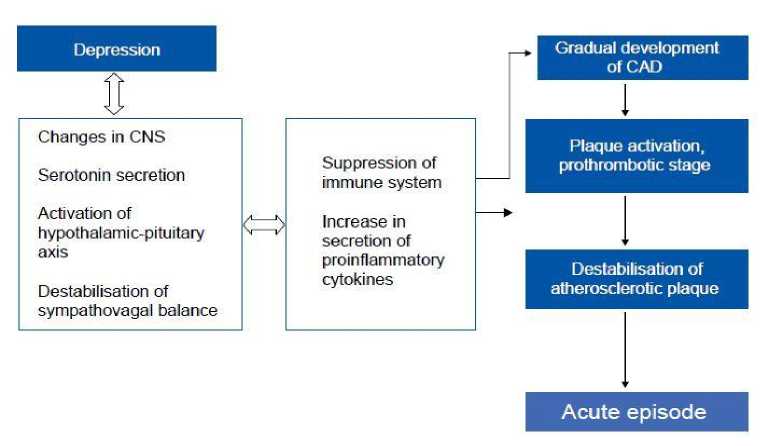 Depression
Changes in CNS
Serotonin secretion
Activation of
hypothalamic-pituitary
axis
Destabilisation of
sympathovagal balance
Suppression of
immune system
Increase in
secretion of
proinflammatory
cytokines
Gradual development
of CAD
Plaque activation,
prothrombotic stage
Destabilisation of
atherosclerotic plaque
Acute episode